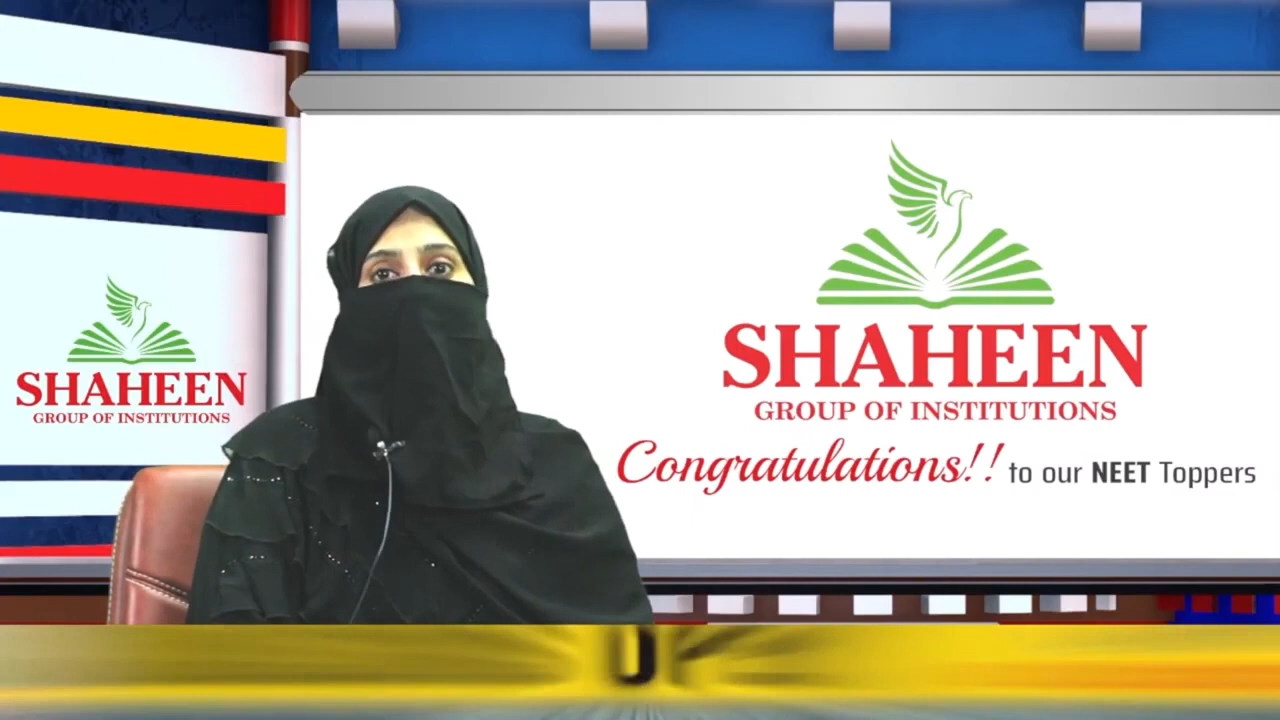 SHAHEEN
GROUP OF INSTITUTIONS
SHAHEEN
GROUP OF INSTITUTIONS
Congratulations!! to our NEET Toppers